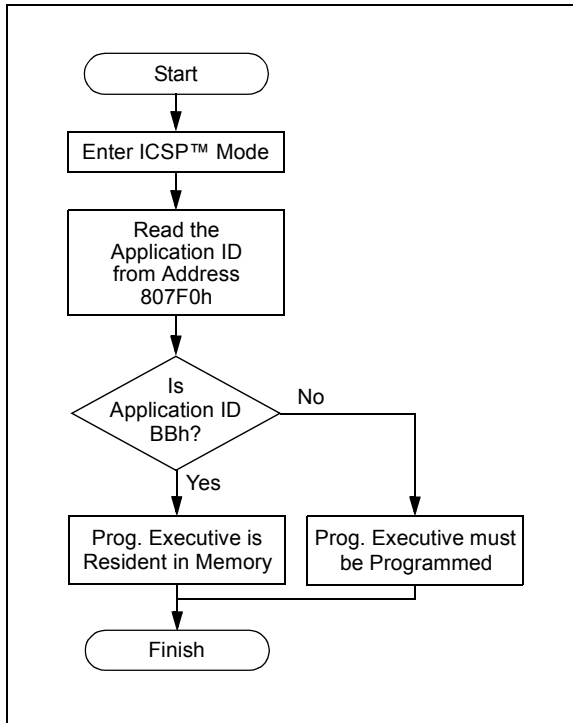 Start
Enter ICSP™ Mode
Read the
Application ID
from Address
807F0h
Is
Application ID
BBh?
No
Yes
Prog. Executive is
Resident in Memory
Prog. Executive must
be Programmed
Finish